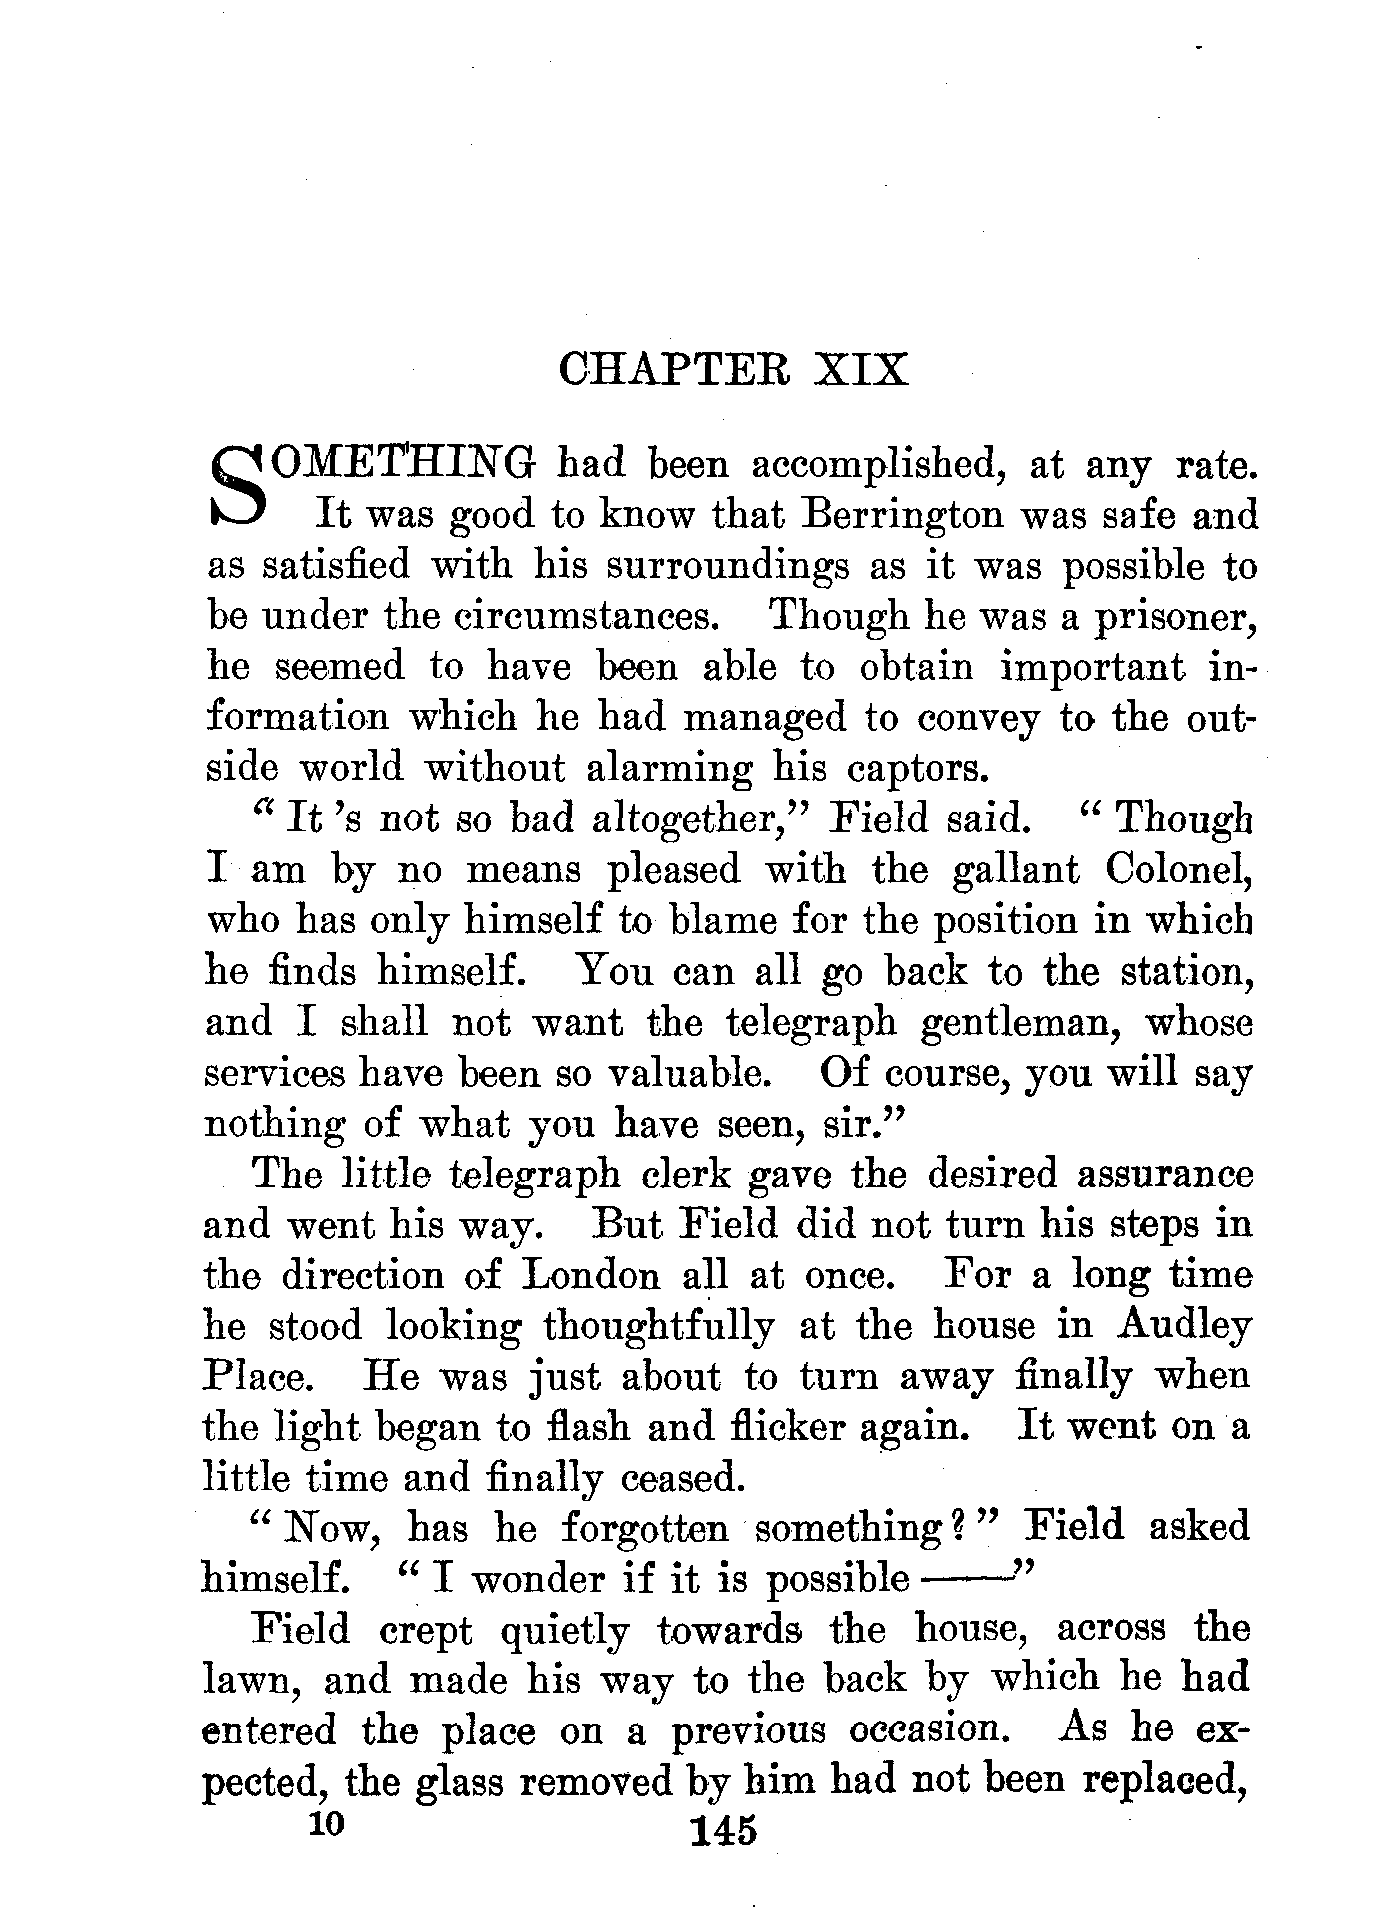 CHAPTER XIX
SOMETHING had been accomplished, at any rate.
It was good to know that Berrington was safe and
as satisfied with his surroundings as it was possible to
be under the circumstances. Though he was a prisoner,
he seemed to have been able to obtain important in-
formation which he had managed to convey to the out-
side world without alarming his captors.
“ It ’s not so bad altogether,” Field said. “ Though
I am by no means pleased with the gallant Colonel,
who has only himself to blame for the position in which
he finds himself. You can all go back to the station,
and I shall not want the telegraph gentleman, whose
services have been so valuable. Of course, you will say
nothing of what you have seen, sir.”
The little telegraph clerk gave the desired assurance
and went his way. But Field did not turn his steps in
the direction of London all at once. For a long time
he stood looking thoughtfully at the house in Audley
Place. He was just about to turn away finally when
the light began to flash and flicker again. It went on a
little time and finally ceased.
“ Now, has he forgotten something? ” Field asked
himself. “ I wonder if it is possible ——”
Field crept quietly towards the house, across the
lawn, and made his way to the back by which he had
entered the place on a previous occasion. As he ex-
pected, the glass removed by him had not been replaced,
10 145